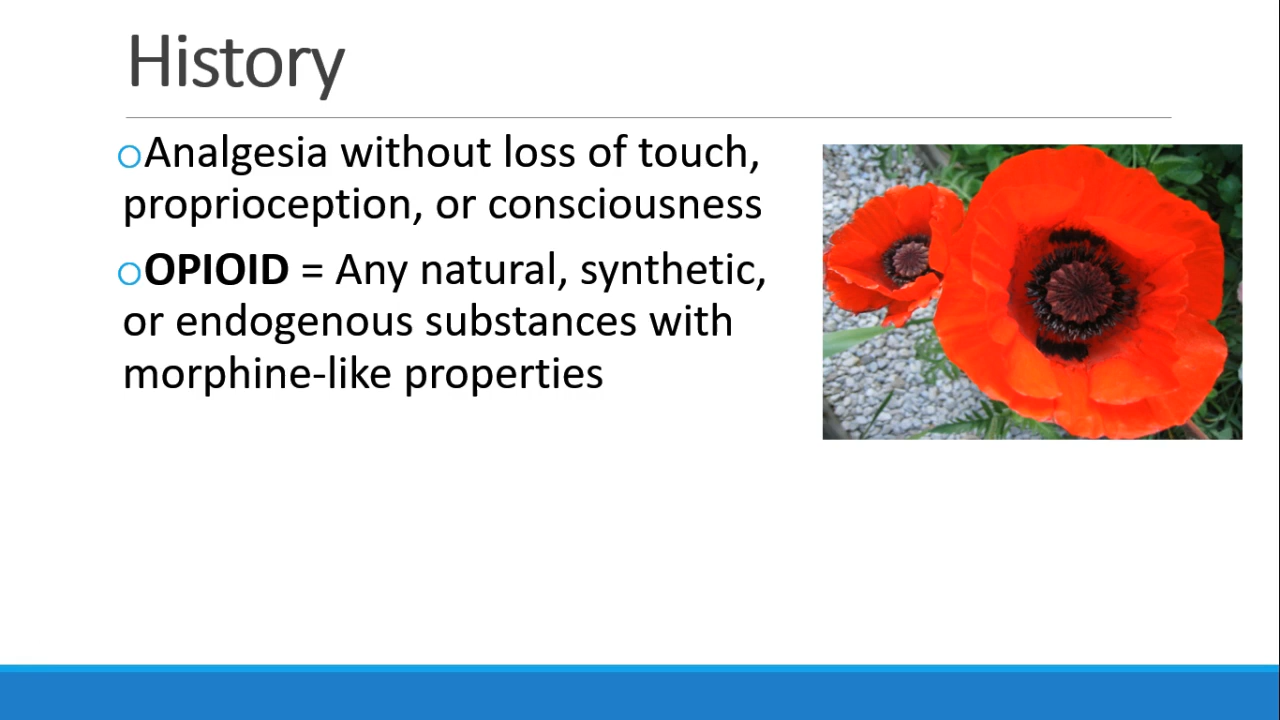 History
Analgesia without loss of touch,
proprioception, or consciousness
OPIOID = Any natural, synthetic,
or endogenous substances with
morphine-like properties